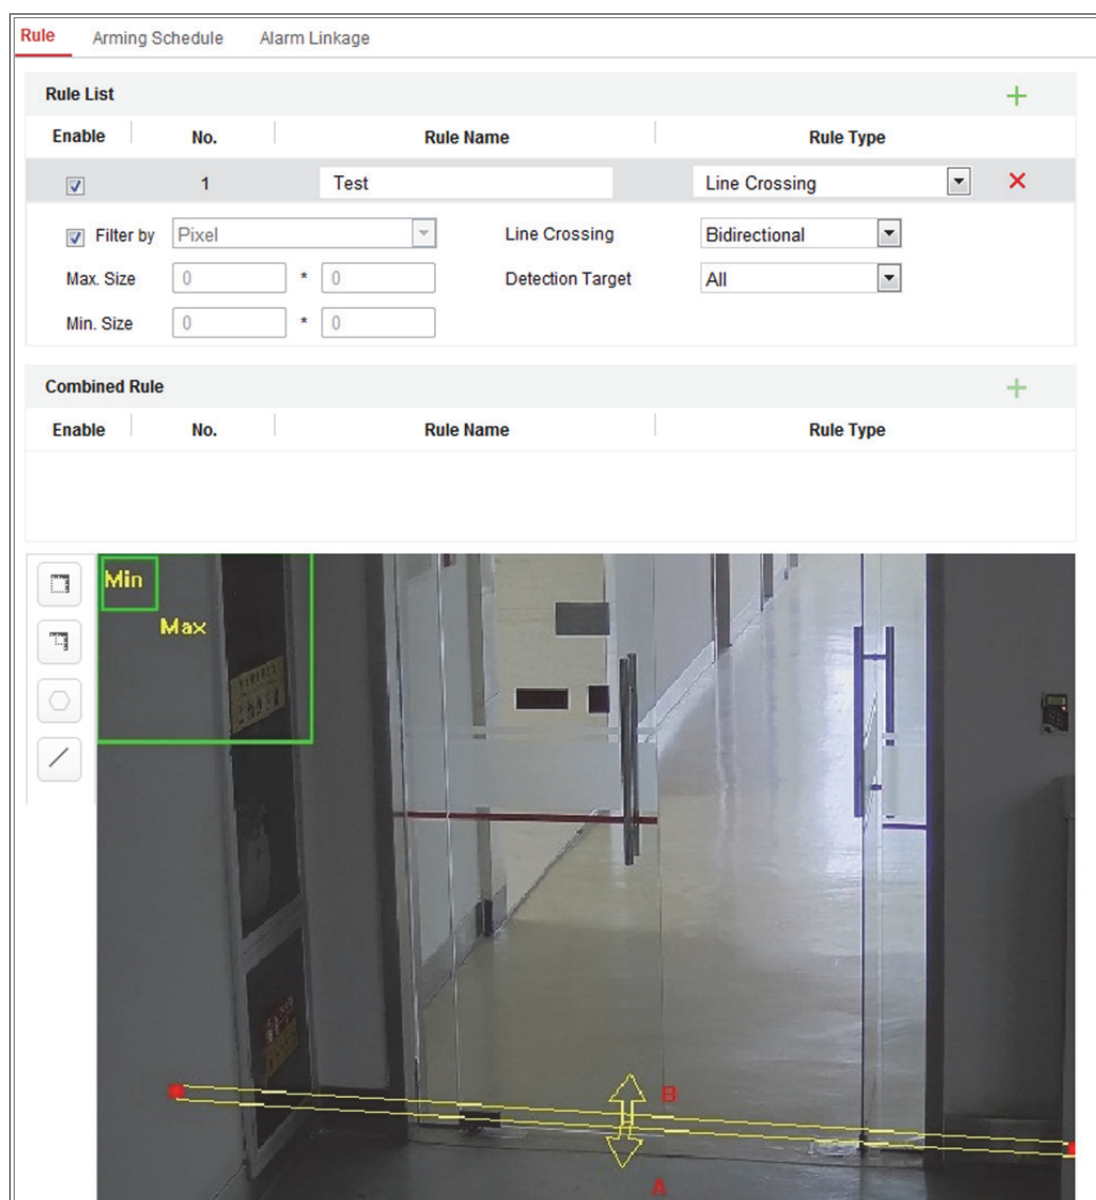 Rule Arming Schedule Alarm Linkage
Rule List +
Enable No. Rule Name Rule Type
1 Test Line Crossing
Filter by Pixel Line Crossing Bidirectional
Max. Size 0 * 0 Detection Target All
Min. Size 0 * 0
Combined Rule +
Enable No. Rule Name Rule Type
Min
Max
B
A